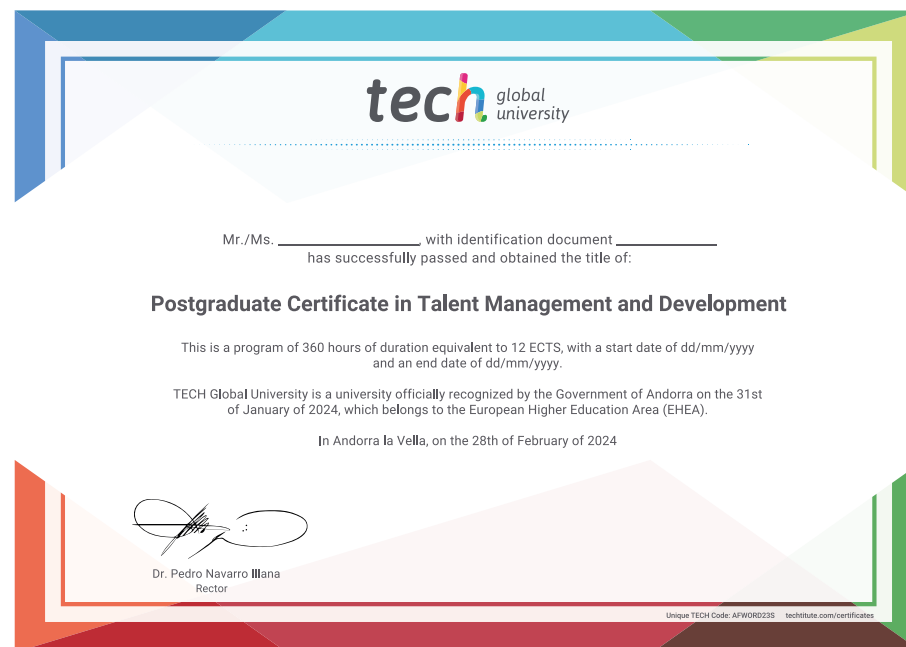 tech global
university
Mr./Ms. ________________, with identification document ____________
has successfully passed and obtained the title of:
Postgraduate Certificate in Talent Management and Development
This is a program of 360 hours of duration equivalent to 12 ECTS, with a start date of dd/mm/yyyy
and an end date of dd/mm/yyyy.
TECH Global University is a university officially recognized by the Government of Andorra on the 31st
of January of 2024, which belongs to the European Higher Education Area (EHEA).
In Andorra la Vella, on the 28th of February of 2024
Dr. Pedro Navarro Illana
Rector
Unique TECH Code: AFWORD23S techtitute.com/certificates